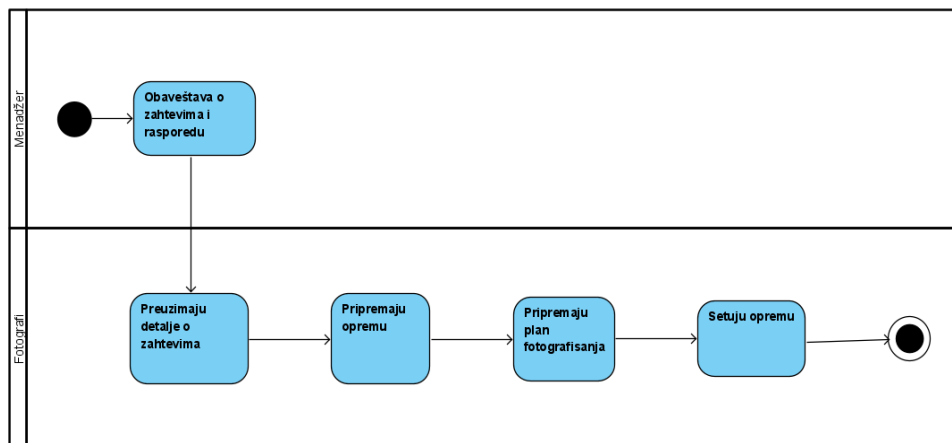 Menadžer
Obaveštava o
zahtevima i
rasporedu
Fotografi
Preuzimaju
detalje o
zahtevima
Pripremaju
opremu
Pripremaju
plan
fotografisanja
Setuju opremu